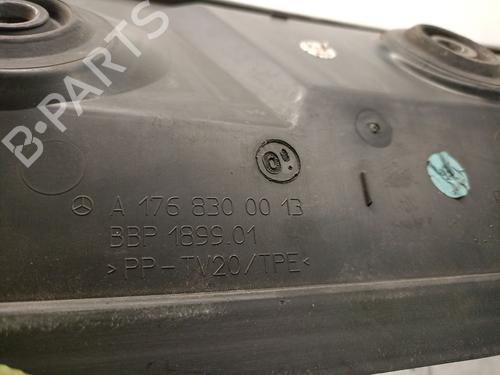 B-PARTS
A 176 830 00 13
BBP 1899.01
>PP-TV20/TPE<